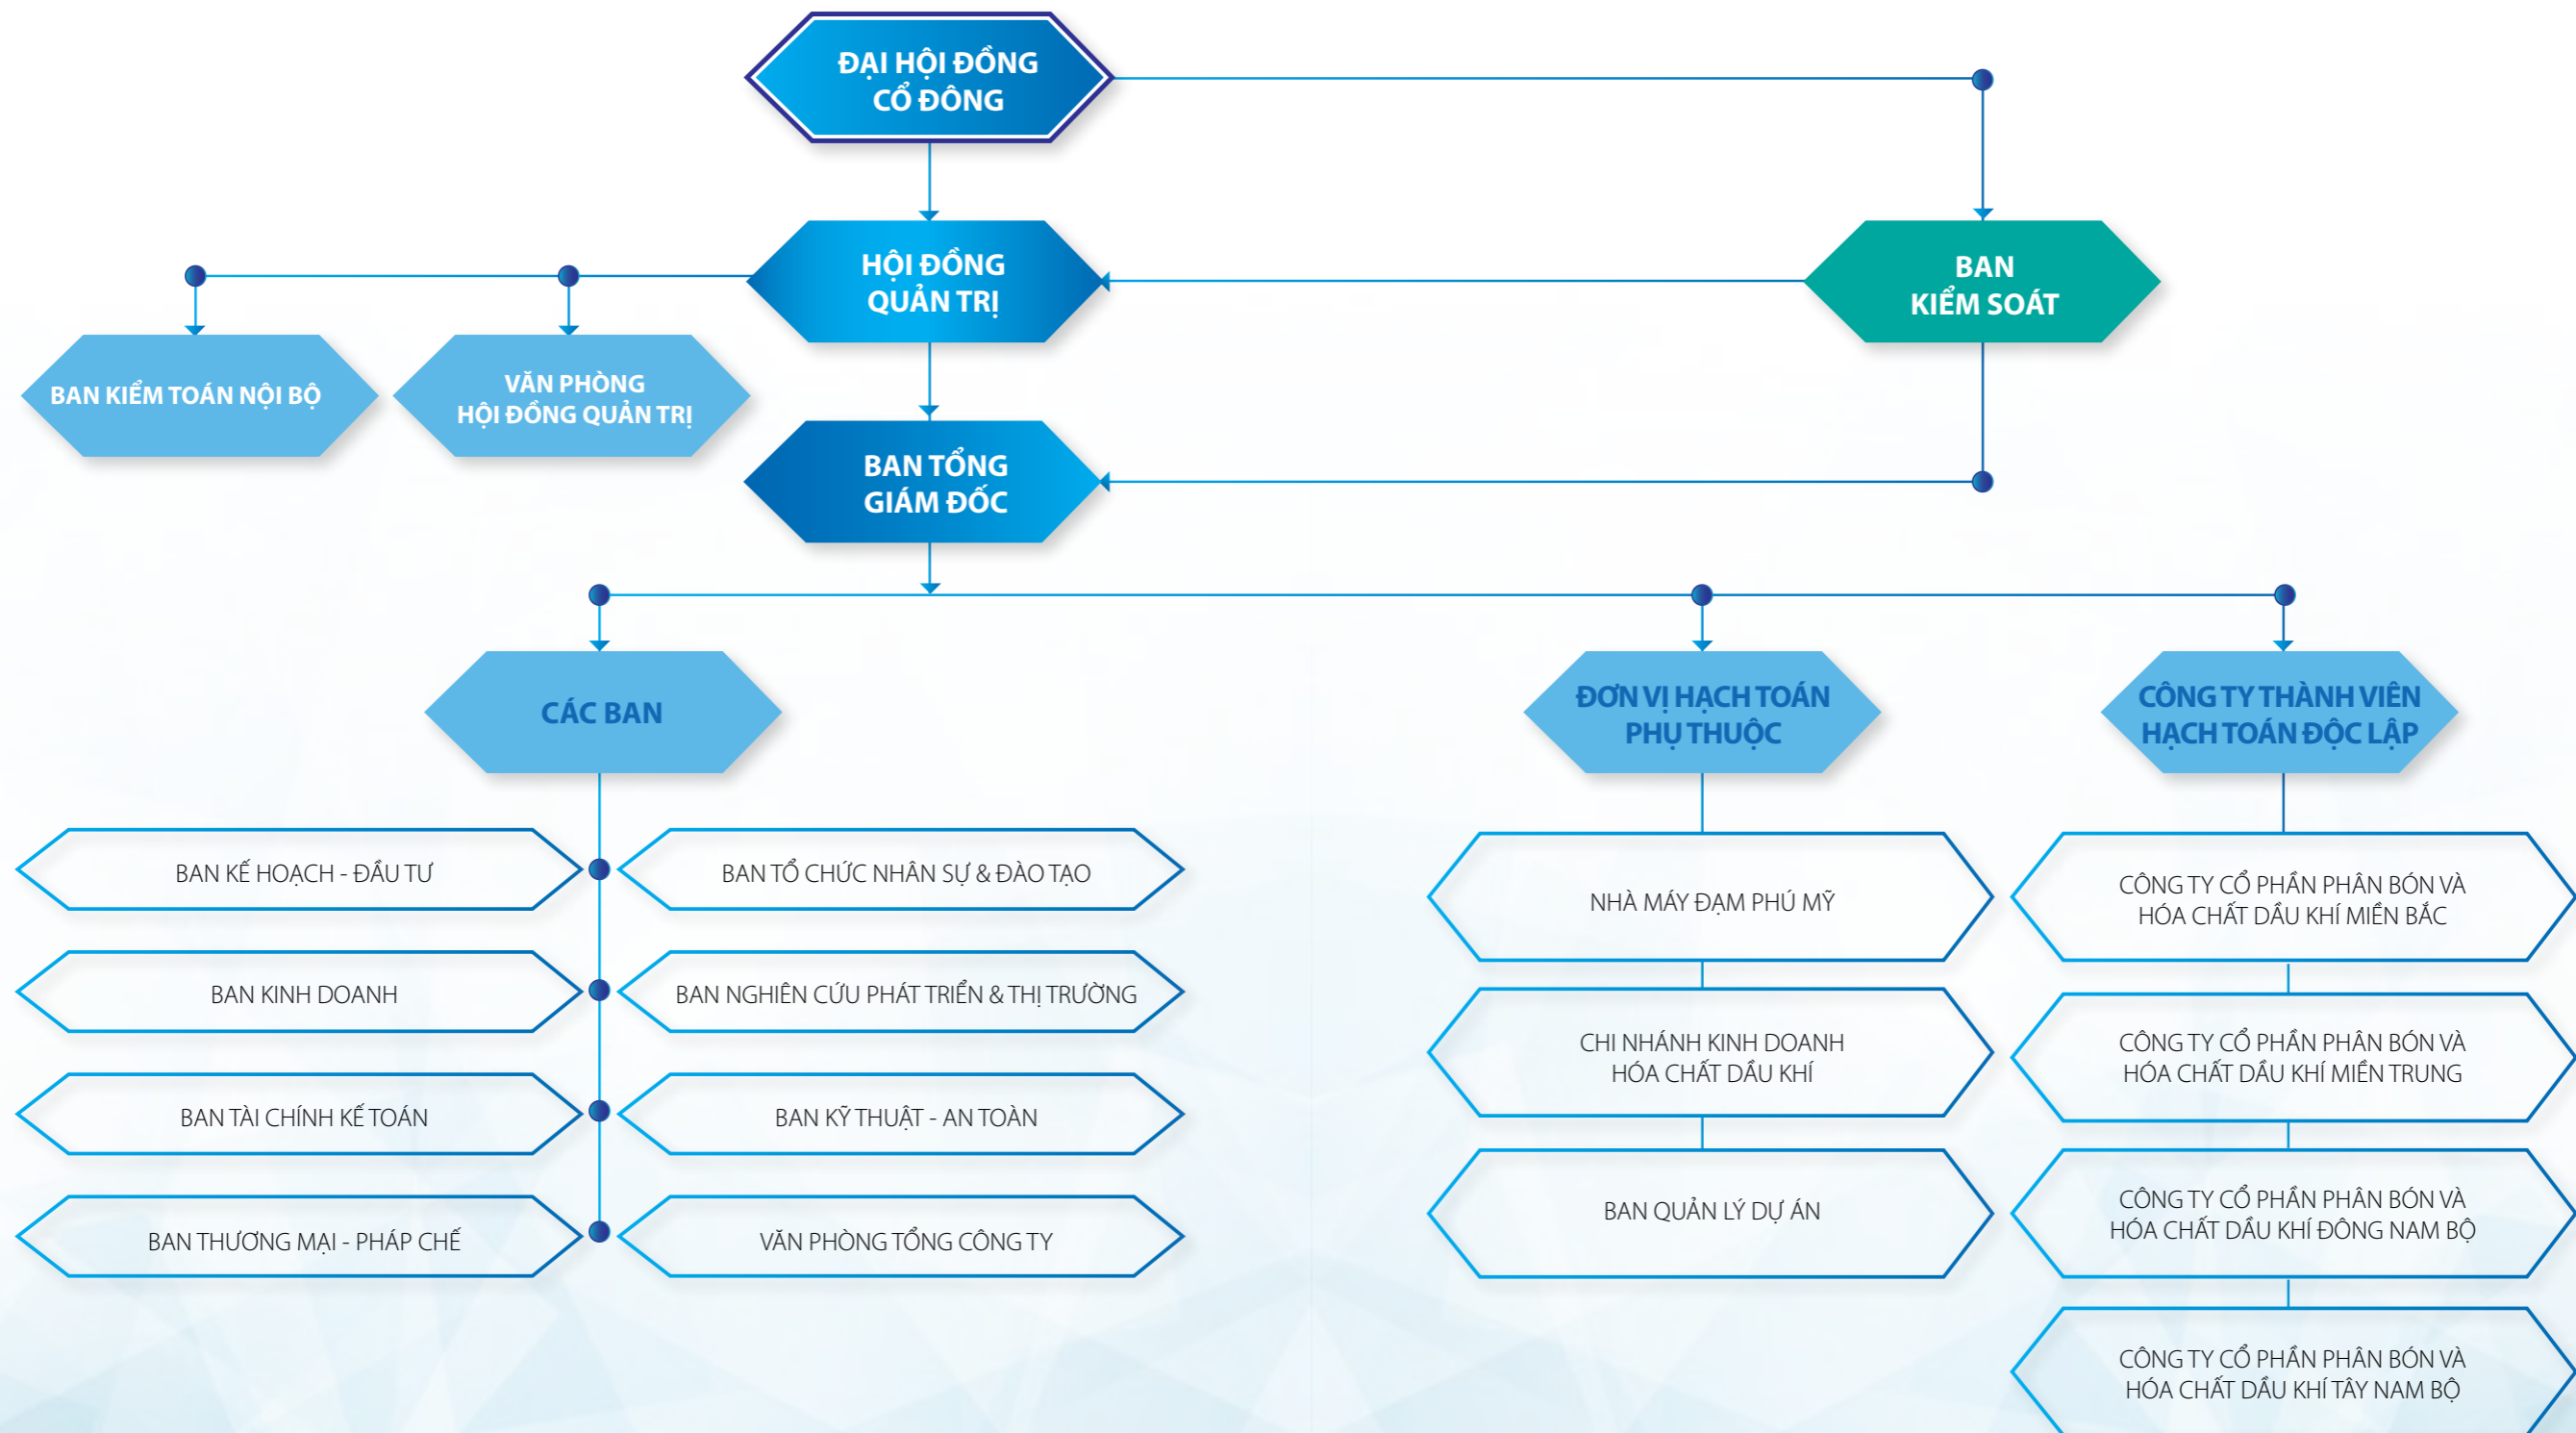 ĐẠI HỘI ĐỒNG
CỔ ĐÔNG
HỘI ĐỒNG
QUẢN TRỊ
BAN
KIỂM SOÁT
BAN KIỂM TOÁN NỘI BỘ
VĂN PHÒNG
HỘI ĐỒNG QUẢN TRỊ
BAN TỔNG
GIÁM ĐỐC
CÁC BAN
ĐƠN VỊ HẠCH TOÁN
PHỤ THUỘC
CÔNG TY THÀNH VIÊN
HẠCH TOÁN ĐỘC LẬP
BAN KẾ HOẠCH - ĐẦU TƯ
BAN TỔ CHỨC NHÂN SỰ & ĐÀO TẠO
BAN KINH DOANH
BAN NGHIÊN CỨU PHÁT TRIỂN & THỊ TRƯỜNG
BAN TÀI CHÍNH KẾ TOÁN
BAN KỸ THUẬT - AN TOÀN
BAN THƯƠNG MẠI - PHÁP CHẾ
VĂN PHÒNG TỔNG CÔNG TY
NHÀ MÁY ĐẠM PHÚ MỸ
CHI NHÁNH KINH DOANH
HÓA CHẤT DẦU KHÍ
BAN QUẢN LÝ DỰ ÁN
CÔNG TY CỔ PHẦN PHÂN BÓN VÀ
HÓA CHẤT DẦU KHÍ MIỀN BẮC
CÔNG TY CỔ PHẦN PHÂN BÓN VÀ
HÓA CHẤT DẦU KHÍ MIỀN TRUNG
CÔNG TY CỔ PHẦN PHÂN BÓN VÀ
HÓA CHẤT DẦU KHÍ ĐÔNG NAM BỘ
CÔNG TY CỔ PHẦN PHÂN BÓN VÀ
HÓA CHẤT DẦU KHÍ TÂY NAM BỘ